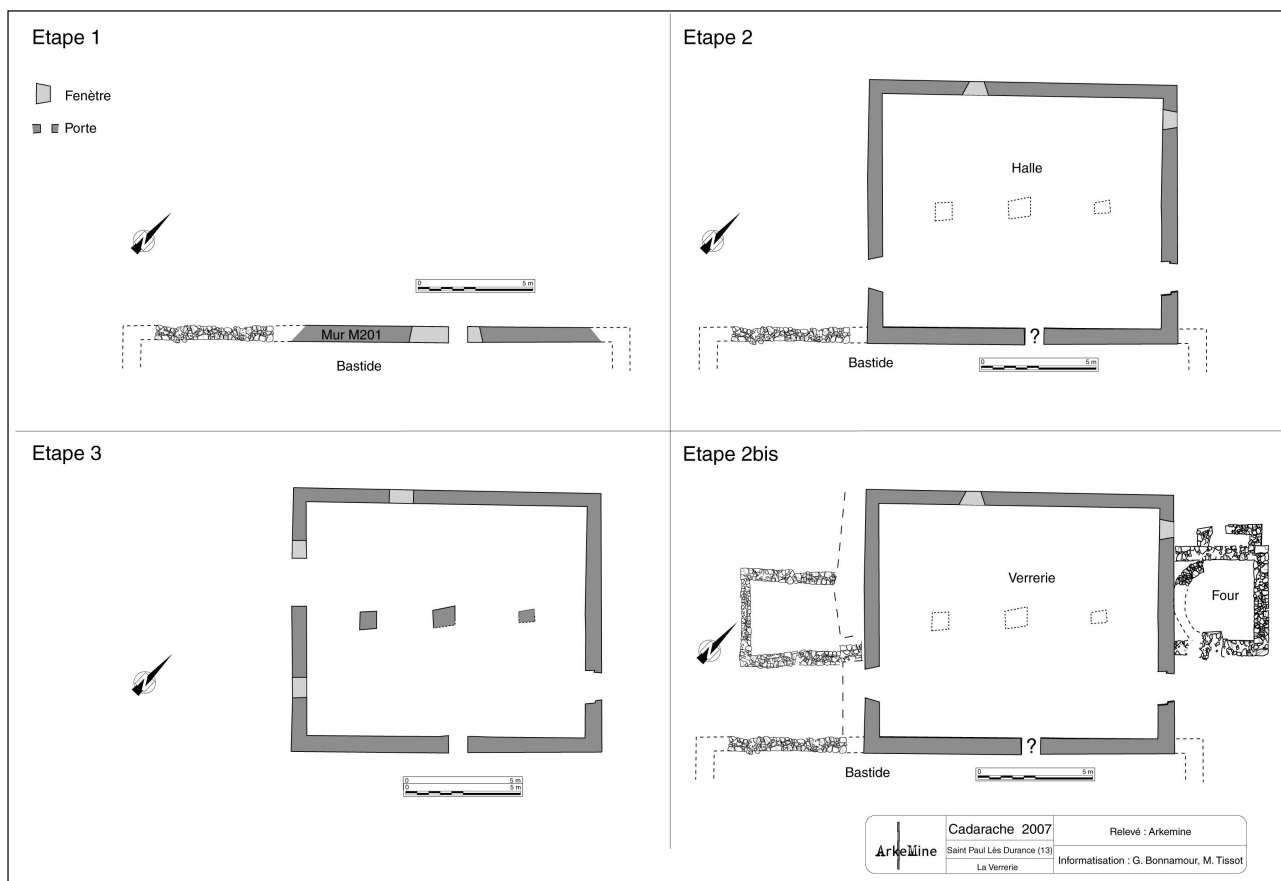 Etape 1
Fenètre
Porte
0 5 m
Mur M201
Bastide
Etape 2
Halle
?
Bastide
0 5 m
Etape 3
0 5 m
0 5 m
Etape 2bis
Verrerie
Four
?
Bastide
0 5 m
ArkeMine
Cadarache 2007
Saint Paul Lès Durance (13)
La Verrerie
Relevé : Arkemine
Informatisation : G. Bonnamour, M. Tissot